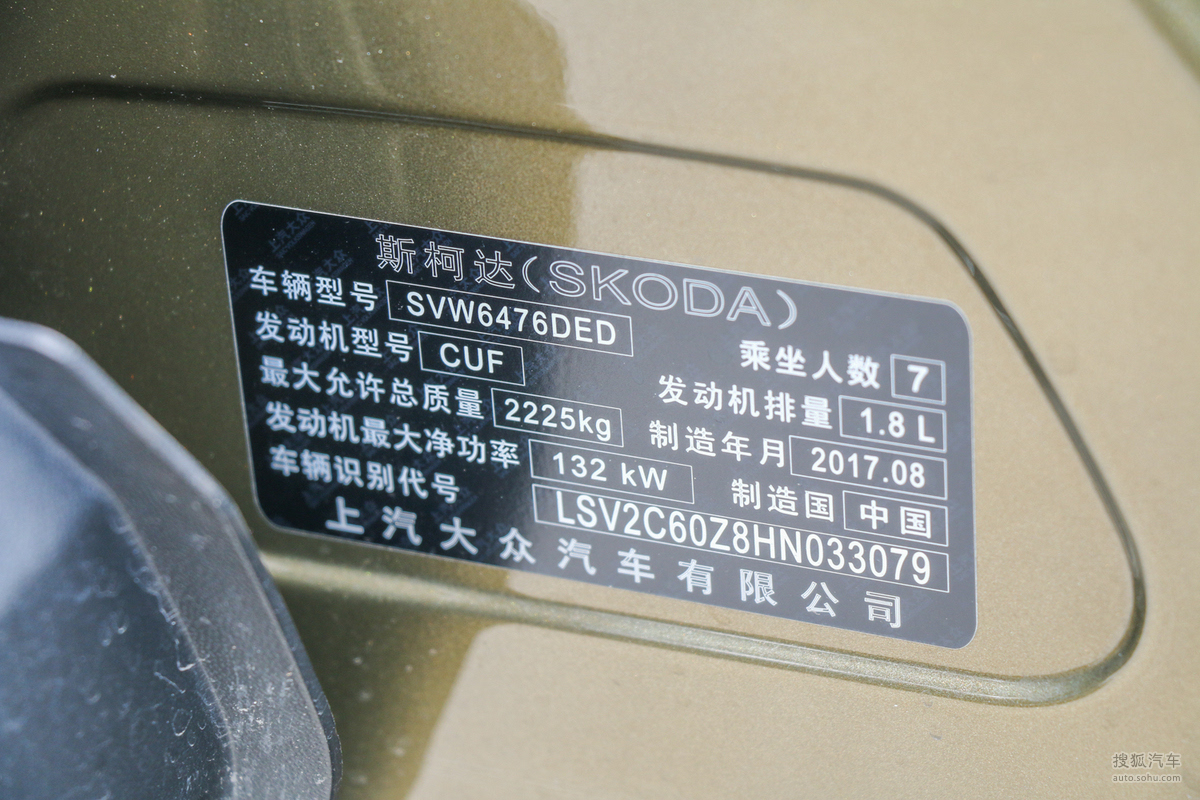 斯柯达(SKODA)
车辆型号 SVW6476DED
乘坐人数 7
发动机型号 CUF
发动机排量 1.8 L
最大允许总质量 2225kg
制造年月 2017.08
发动机最大净功率 132 kW
制造国 中国
车辆识别代号 LSV2C60Z8HN033079
上汽大众汽车有限公司
搜狐汽车
auto.sohu.com